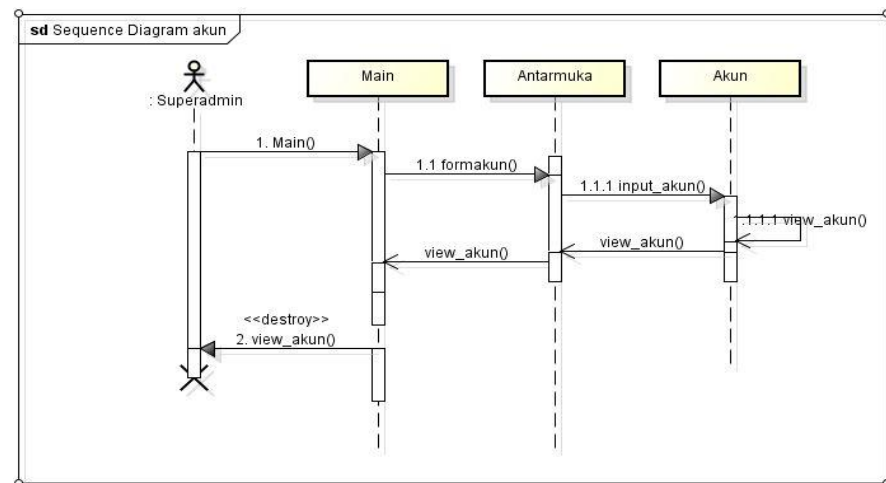 sd Sequence Diagram akun
: Superadmin
Main
Antarmuka
Akun
1. Main()
1.1 formakun()
1.1.1 input_akun()
.1.1.1 view_akun()
view_akun()
view_akun()
<<destroy>>
2. view_akun()